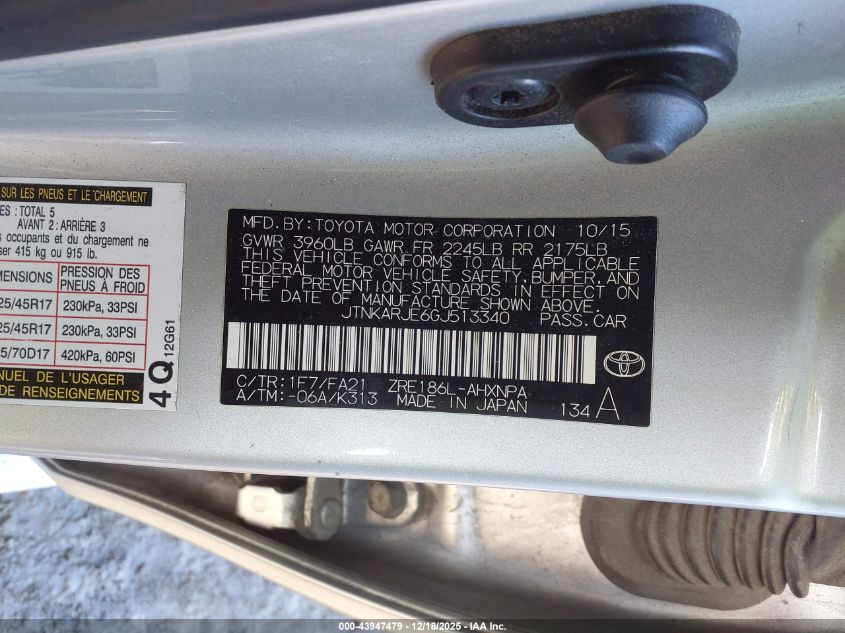 SUR LES PNEUS ET LE CHARGEMENT
TOTAL 5
AVANT 2: ARRIÈRE 3
occupants et du chargement ne
415 kg ou 915 lb.
PRESSION DES
PNEUS À FROID
25/45R17 230kPa, 33PSI
25/45R17 230kPa, 33PSI
5/70D17 420kPa, 60PSI
NUEL DE L'USAGER
DE RENSEIGNEMENTS
4Q 12G61
MFD. BY: TOYOTA MOTOR CORPORATION 10/15
GVWR 3960LB GAWR FR 2245LB RR 2175LB
THIS VEHICLE CONFORMS TO ALL APPLICABLE
FEDERAL MOTOR VEHICLE SAFETY, BUMPER, AND
THEFT PREVENTION STANDARDS IN EFFECT ON
THE DATE OF MANUFACTURE SHOWN ABOVE.
JTNKARJE6GJ513340 PASS. CAR
C/TR: 1F7/FA21 ZRE186L-AHXNPA
A/TM: -06A/K313 MADE IN JAPAN 134 A
000-43947479 - 12/18/2025 - IAA Inc.